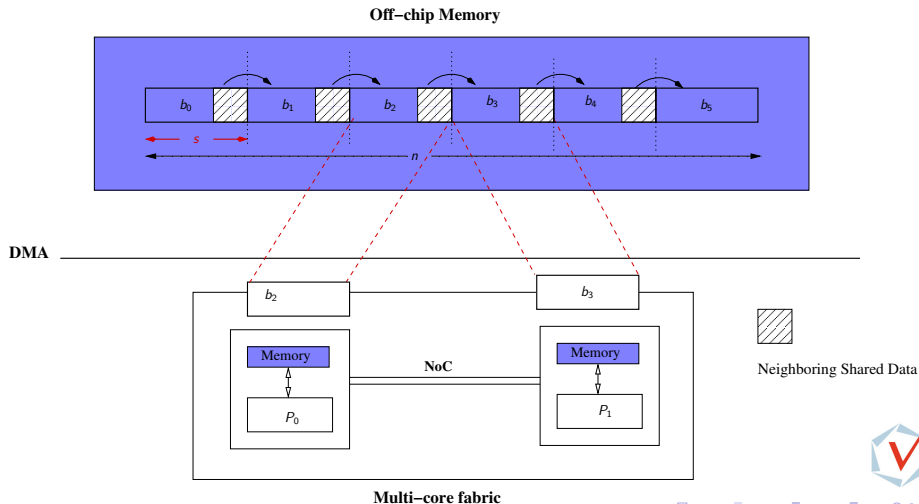 Off-chip Memory
b₀ b₁ b₂ b₃ b₄ b₅
s
n
DMA
b₂ b₃
Memory Memory
NoC
P₀ P₁
Neighboring Shared Data
Multi-core fabric